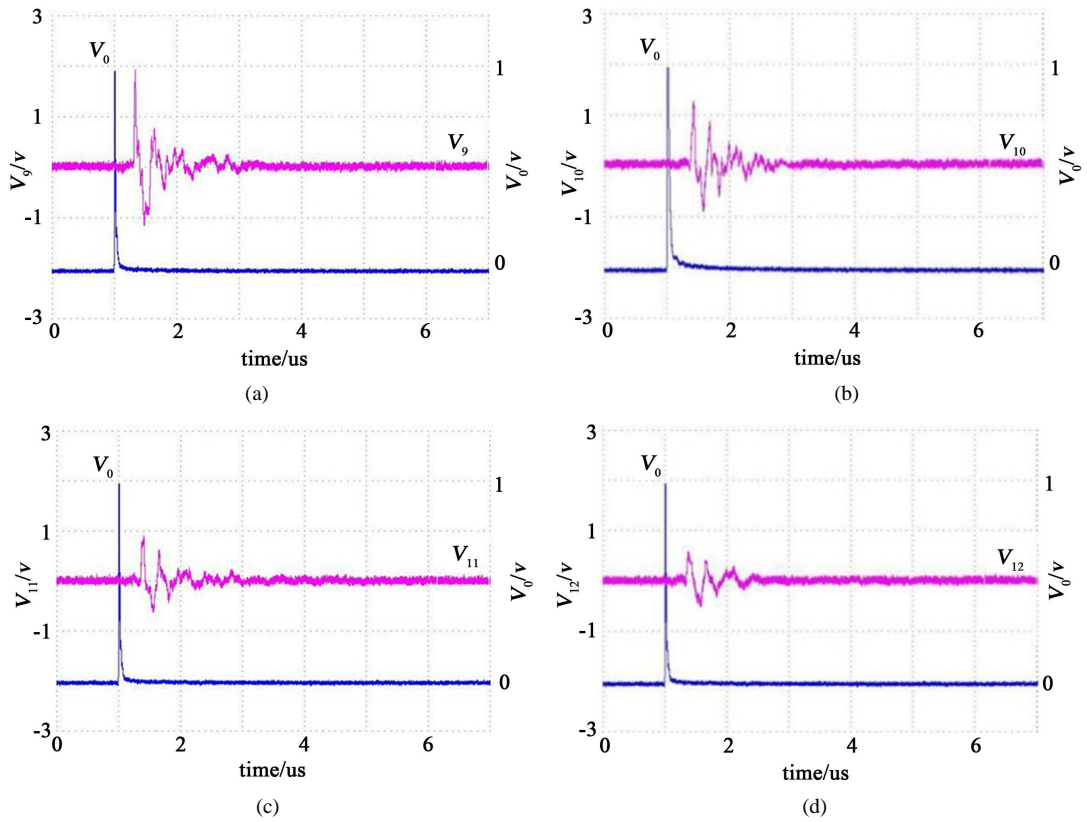 3
1
-1
-3
V₉/v
V₀
V₉
1
0
V₀/v
0 2 4 6
time/us
(a)
3
1
-1
-3
V₁₀/v
V₀
V₁₀
1
0
V₀/v
0 2 4 6
time/us
(b)
3
1
-1
-3
V₁₁/v
V₀
V₁₁
1
0
V₀/v
0 2 4 6
time/us
(c)
3
1
-1
-3
V₁₂/v
V₀
V₁₂
1
0
V₀/v
0 2 4 6
time/us
(d)